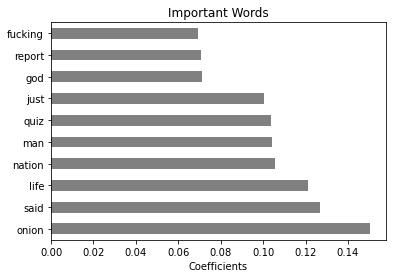 Important Words
fucking
report
god
just
quiz
man
nation
life
said
onion
0.00 0.02 0.04 0.06 0.08 0.10 0.12 0.14
Coefficients